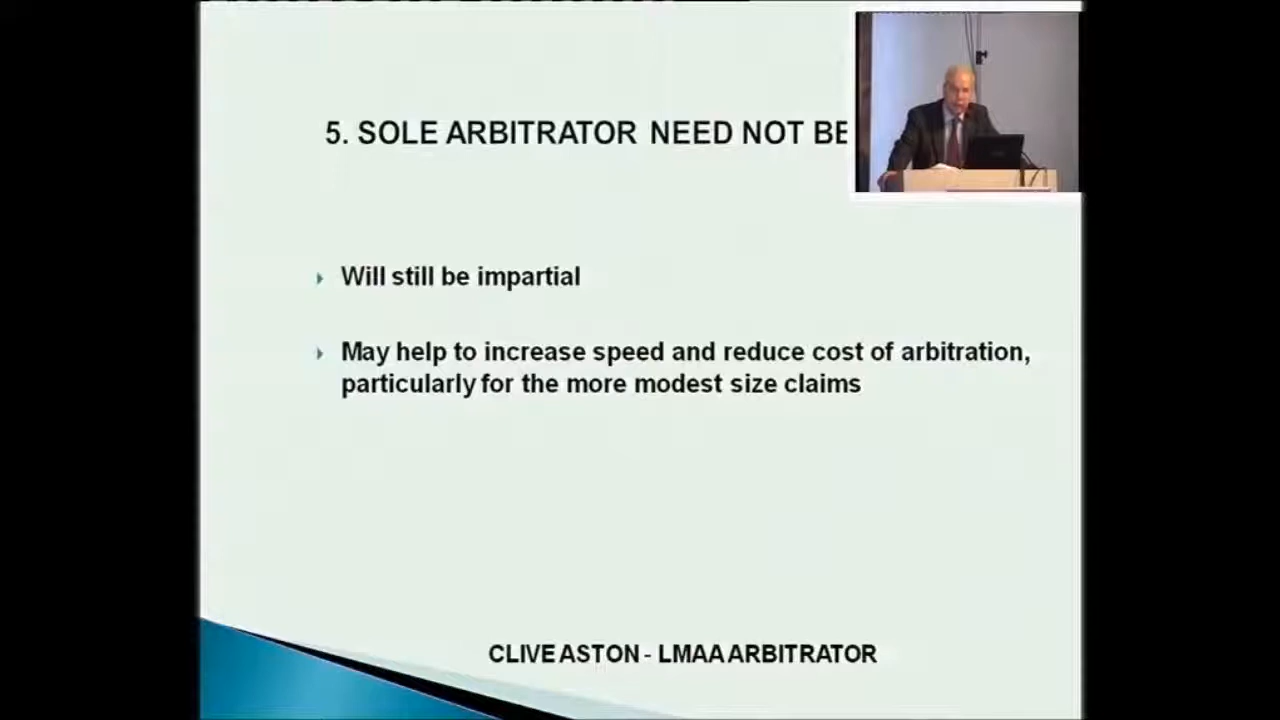 5. SOLE ARBITRATOR NEED NOT BE
Will still be impartial
May help to increase speed and reduce cost of arbitration,
particularly for the more modest size claims
CLIVE ASTON - LMAA ARBITRATOR